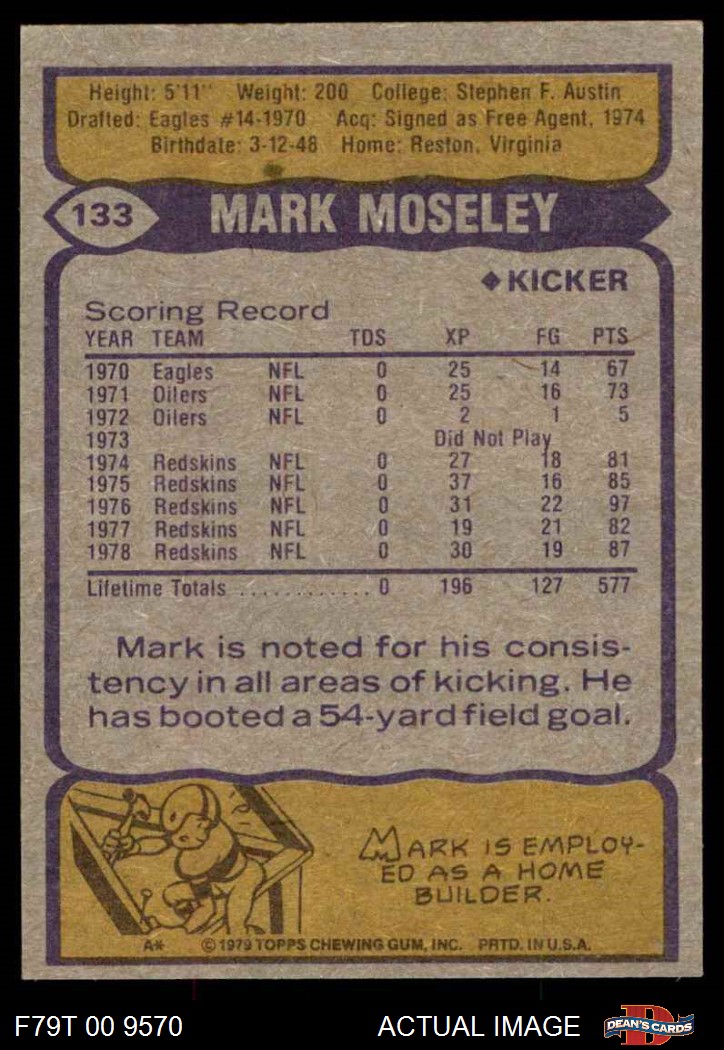 Height: 5'11" Weight: 200 College: Stephen F. Austin
Drafted: Eagles #14-1970 Acq: Signed as Free Agent, 1974
Birthdate: 3-12-48 Home: Reston, Virginia
133 MARK MOSELEY
◆ KICKER
Scoring Record
YEAR TEAM TDS XP FG PTS
1970 Eagles NFL 0 25 14 67
1971 Oilers NFL 0 25 16 73
1972 Oilers NFL 0 2 1 5
1973 Did Not Play
1974 Redskins NFL 0 27 18 81
1975 Redskins NFL 0 37 16 85
1976 Redskins NFL 0 31 22 97
1977 Redskins NFL 0 19 21 82
1978 Redskins NFL 0 30 19 87
Lifetime Totals ............ 0 196 127 577
Mark is noted for his consis-
tency in all areas of kicking. He
has booted a 54-yard field goal.
MARK IS EMPLOY-
ED AS A HOME
BUILDER.
A* © 1979 TOPPS CHEWING GUM, INC. PRTD. IN U.S.A.
F79T 00 9570 ACTUAL IMAGE D DEAN'S CARDS